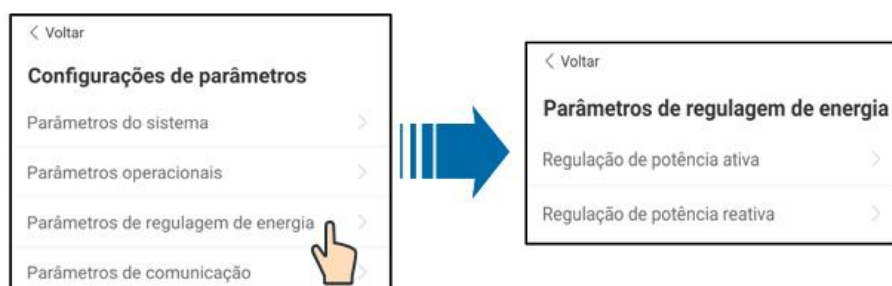 Voltar
Configurações de parâmetros
Parâmetros do sistema
Parâmetros operacionais
Parâmetros de regulagem de energia
Parâmetros de comunicação
Voltar
Parâmetros de regulagem de energia
Regulação de potência ativa
Regulação de potência reativa